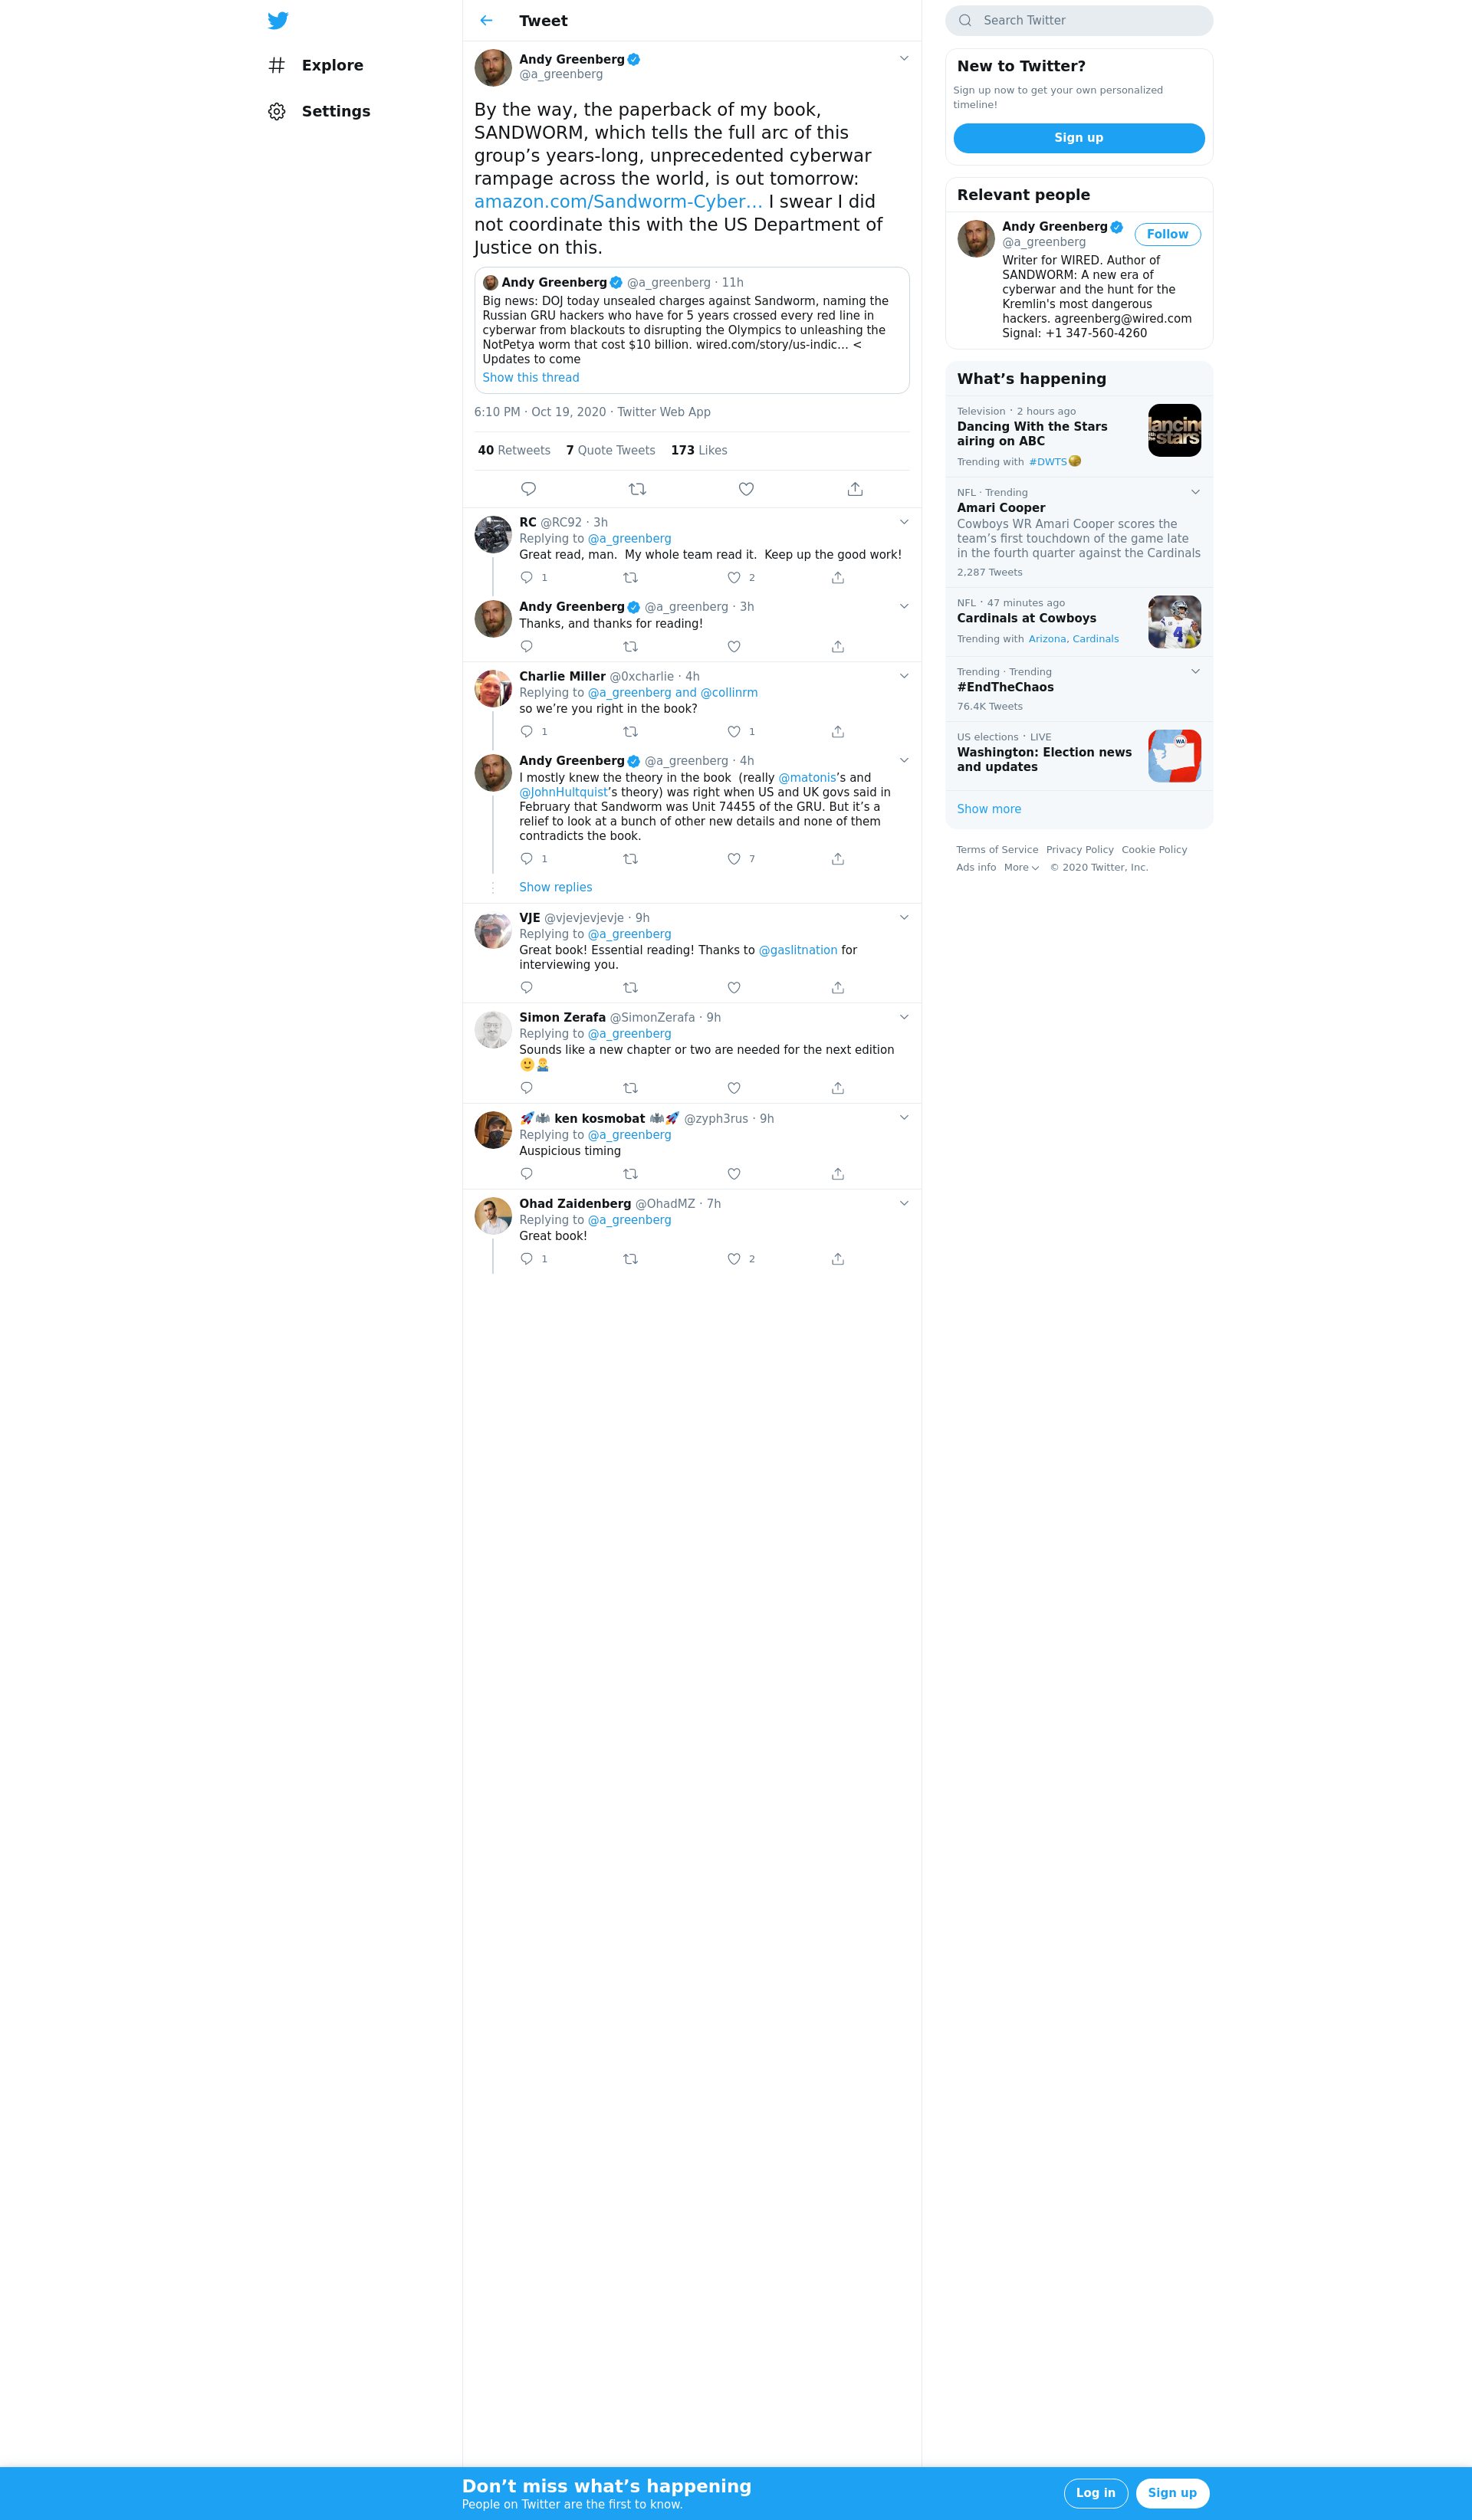 Explore
Settings
Tweet
Andy Greenberg
@a_greenberg
By the way, the paperback of my book,
SANDWORM, which tells the full arc of this
group’s years-long, unprecedented cyberwar
rampage across the world, is out tomorrow:
amazon.com/Sandworm-Cyber… I swear I did
not coordinate this with the US Department of
Justice on this.
Andy Greenberg @a_greenberg · 11h
Big news: DOJ today unsealed charges against Sandworm, naming the
Russian GRU hackers who have for 5 years crossed every red line in
cyberwar from blackouts to disrupting the Olympics to unleashing the
NotPetya worm that cost $10 billion. wired.com/story/us-indic… <
Updates to come
Show this thread
6:10 PM · Oct 19, 2020 · Twitter Web App
40 Retweets 7 Quote Tweets 173 Likes
RC @RC92 · 3h
Replying to @a_greenberg
Great read, man.  My whole team read it.  Keep up the good work!
1 2
Andy Greenberg @a_greenberg · 3h
Thanks, and thanks for reading!
Charlie Miller @0xcharlie · 4h
Replying to @a_greenberg and @collinrm
so we’re you right in the book?
1 1
Andy Greenberg @a_greenberg · 4h
I mostly knew the theory in the book  (really @matonis’s and
@JohnHultquist’s theory) was right when US and UK govs said in
February that Sandworm was Unit 74455 of the GRU. But it’s a
relief to look at a bunch of other new details and none of them
contradicts the book.
1 7
Show replies
VJE @vjevjevjevje · 9h
Replying to @a_greenberg
Great book! Essential reading! Thanks to @gaslitnation for
interviewing you.
Simon Zerafa @SimonZerafa · 9h
Replying to @a_greenberg
Sounds like a new chapter or two are needed for the next edition
🙂🤷‍♂️
🚀🦇 ken kosmobat 🦇🚀 @zyph3rus · 9h
Replying to @a_greenberg
Auspicious timing
Ohad Zaidenberg @OhadMZ · 7h
Replying to @a_greenberg
Great book!
1 2
Search Twitter
New to Twitter?
Sign up now to get your own personalized
timeline!
Sign up
Relevant people
Andy Greenberg
@a_greenberg
Follow
Writer for WIRED. Author of
SANDWORM: A new era of
cyberwar and the hunt for the
Kremlin's most dangerous
hackers. agreenberg@wired.com
Signal: +1 347-560-4260
What’s happening
Television · 2 hours ago
Dancing With the Stars
airing on ABC
Trending with #DWTS
NFL · Trending
Amari Cooper
Cowboys WR Amari Cooper scores the
team’s first touchdown of the game late
in the fourth quarter against the Cardinals
2,287 Tweets
NFL · 47 minutes ago
Cardinals at Cowboys
Trending with Arizona, Cardinals
4
Trending · Trending
#EndTheChaos
76.4K Tweets
US elections · LIVE
Washington: Election news
and updates
WA
Show more
Terms of Service Privacy Policy Cookie Policy
Ads info More © 2020 Twitter, Inc.
Don’t miss what’s happening
People on Twitter are the first to know.
Log in
Sign up